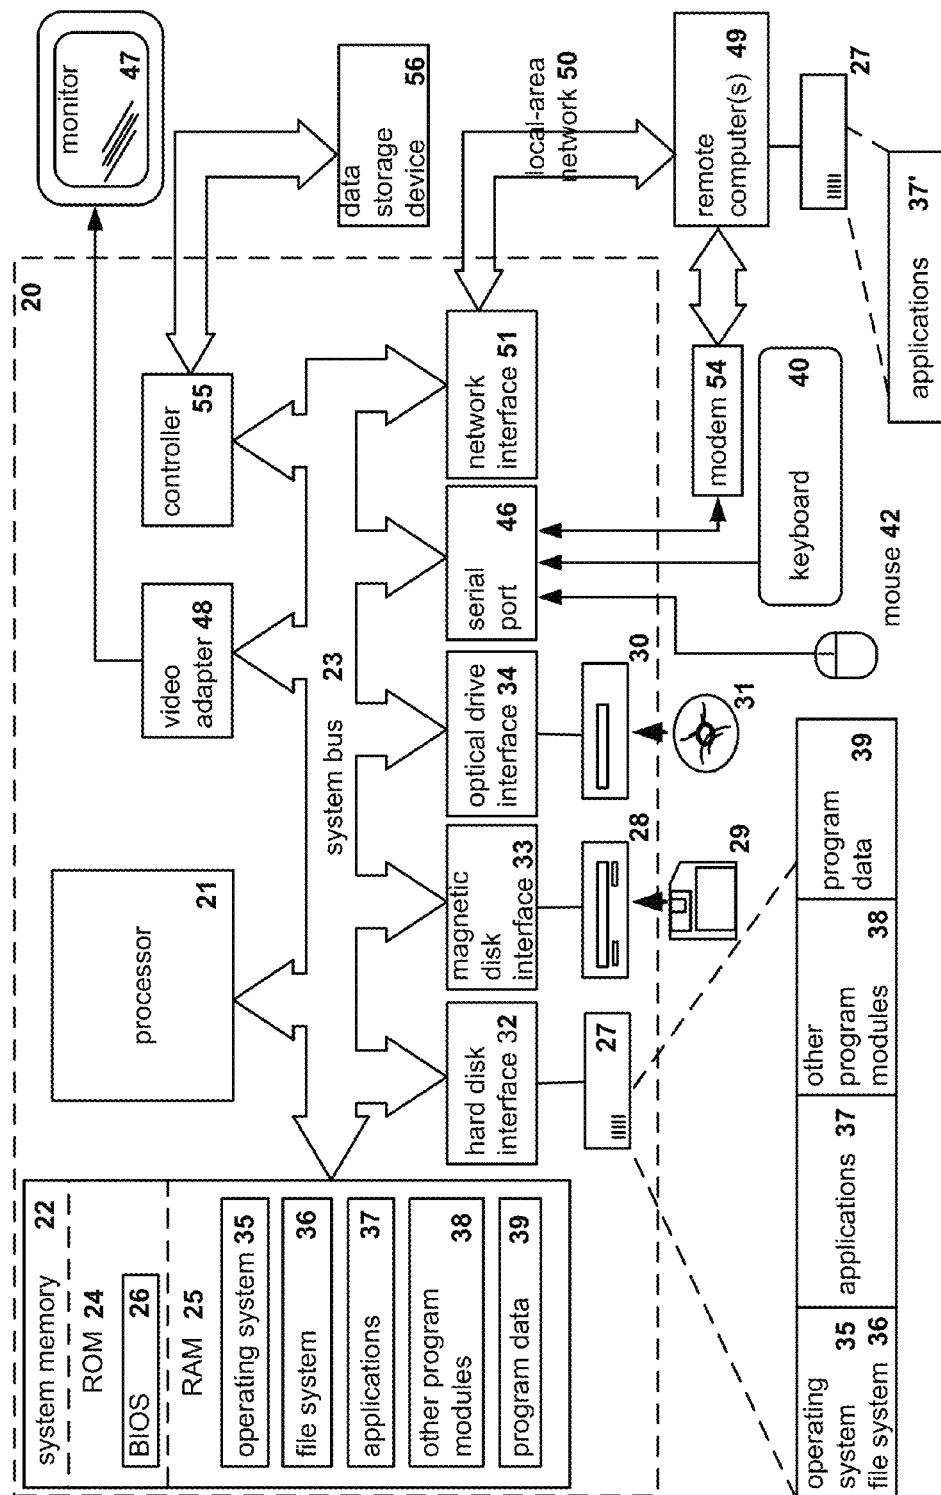 20
system memory 22
ROM 24
BIOS 26
RAM 25
operating system 35
file system 36
applications 37
other program
modules 38
program data 39
processor 21
video
adapter 48
controller 55
monitor 47
system bus 23
data
storage
device 56
hard disk
interface 32
magnetic
disk
interface 33
optical drive
interface 34
serial
port 46
network
interface 51
local-area
network 50
27
28
30
29
31
mouse 42
keyboard 40
modem 54
remote
computer(s) 49
27
applications 37'
operating
system 35
file system 36
applications 37
other
program
modules 38
program
data 39